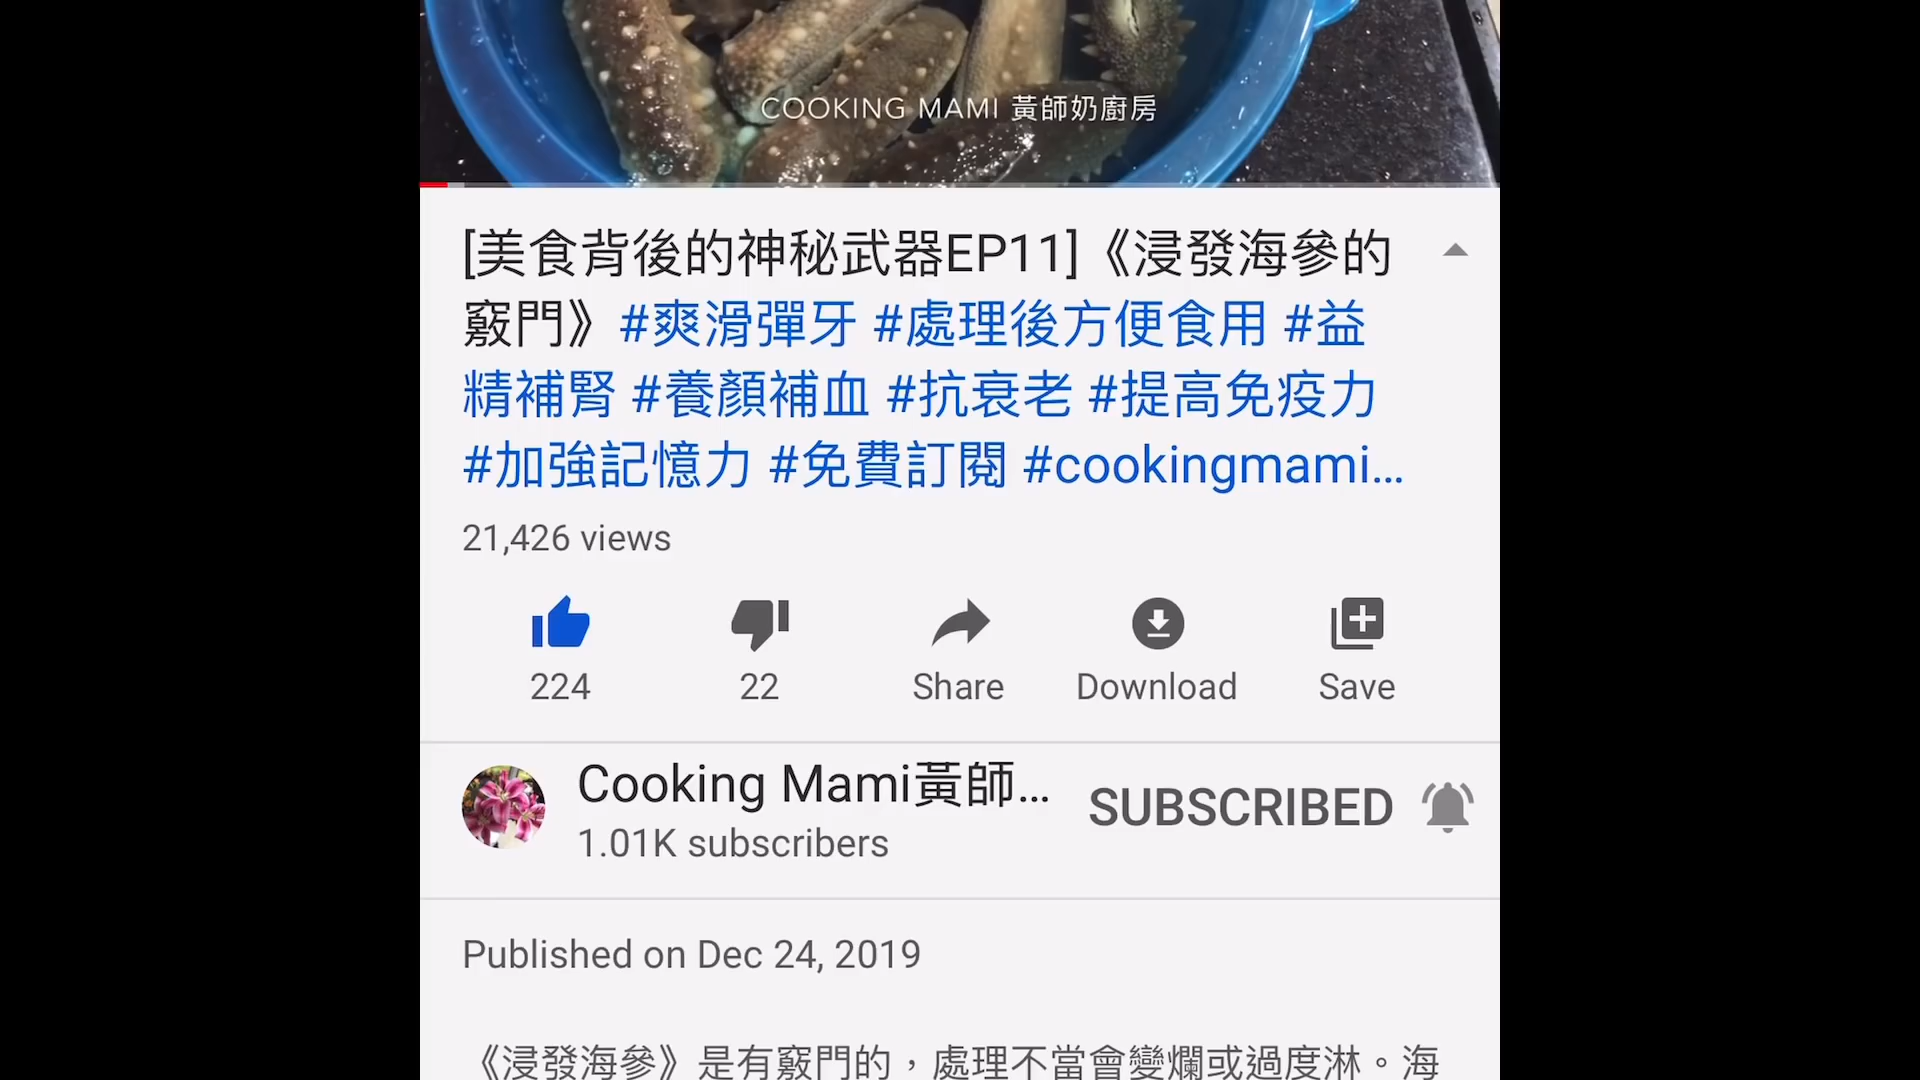 COOKING MAMI 黃師奶廚房
[美食背後的神秘武器EP11]《浸發海參的
竅門》#爽滑彈牙 #處理後方便食用 #益
精補腎 #養顏補血 #抗衰老 #提高免疫力
#加強記憶力 #免費訂閱 #cookingmami...
21,426 views
224
22
Share
Download
Save
Cooking Mami黃師...
SUBSCRIBED
1.01K subscribers
Published on Dec 24, 2019
《浸發海參》是有竅門的，處理不當會變爛或過度淋。海